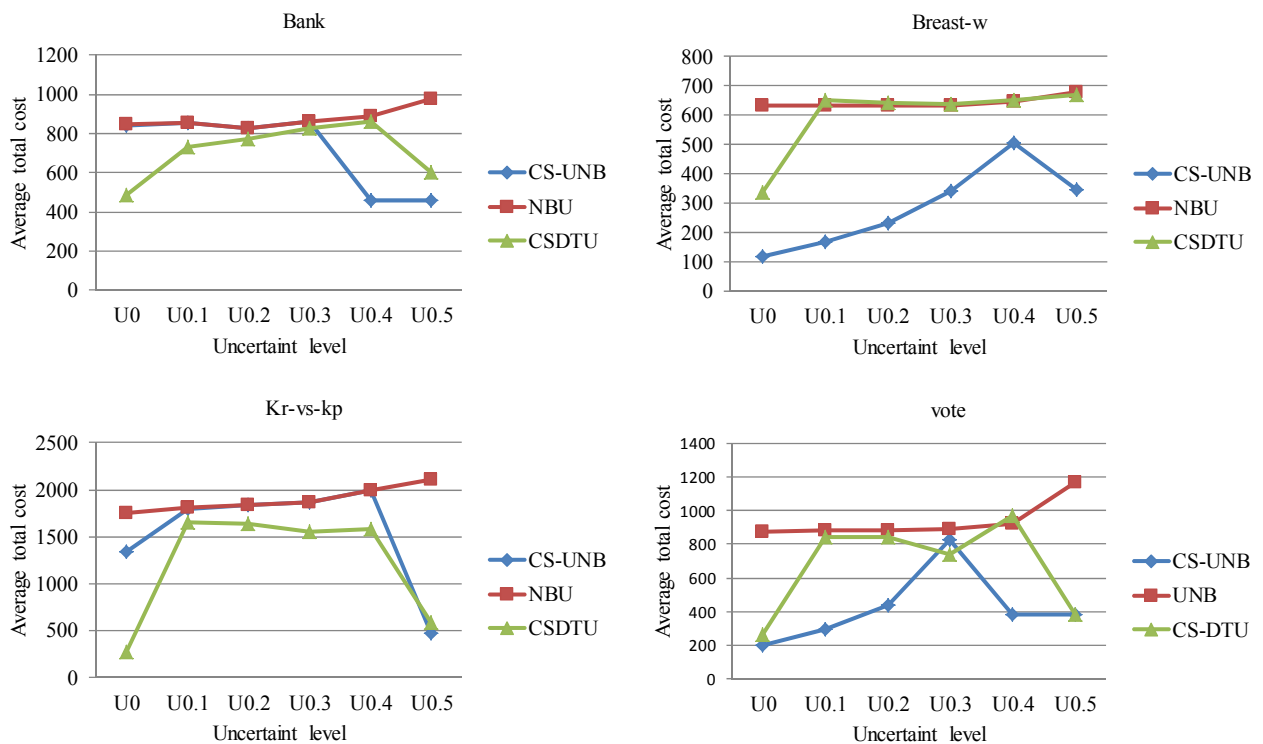 Bank
1200
1000
800
600
400
200
0
Average total cost
U0 U0.1 U0.2 U0.3 U0.4 U0.5
Uncertaint level
CS-UNB
NBU
CSDTU
Breast-w
800
700
600
500
400
300
200
100
0
Average total cost
U0 U0.1 U0.2 U0.3 U0.4 U0.5
Uncertaint level
CS-UNB
NBU
CSDTU
Kr-vs-kp
2500
2000
1500
1000
500
0
Average total cost
U0 U0.1 U0.2 U0.3 U0.4 U0.5
Uncertaint level
CS-UNB
NBU
CSDTU
vote
1400
1200
1000
800
600
400
200
0
Average total cost
U0 U0.1 U0.2 U0.3 U0.4 U0.5
Uncertaint level
CS-UNB
UNB
CS-DTU